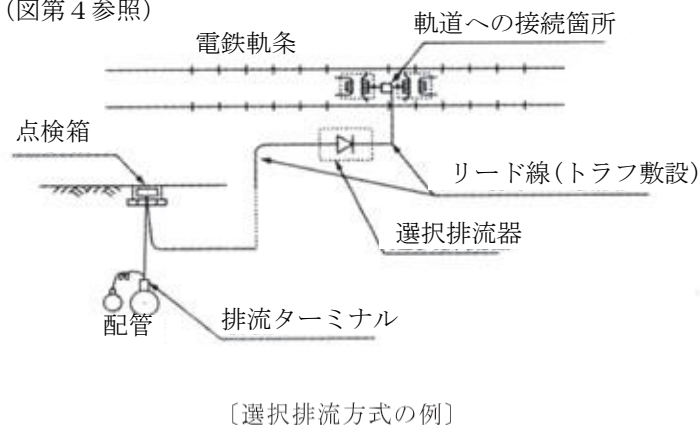 （図第４参照）
軌道への接続箇所
電鉄軌条
点検箱
リード線（トラフ敷設）
選択排流器
配管
排流ターミナル
〔選択排流方式の例〕